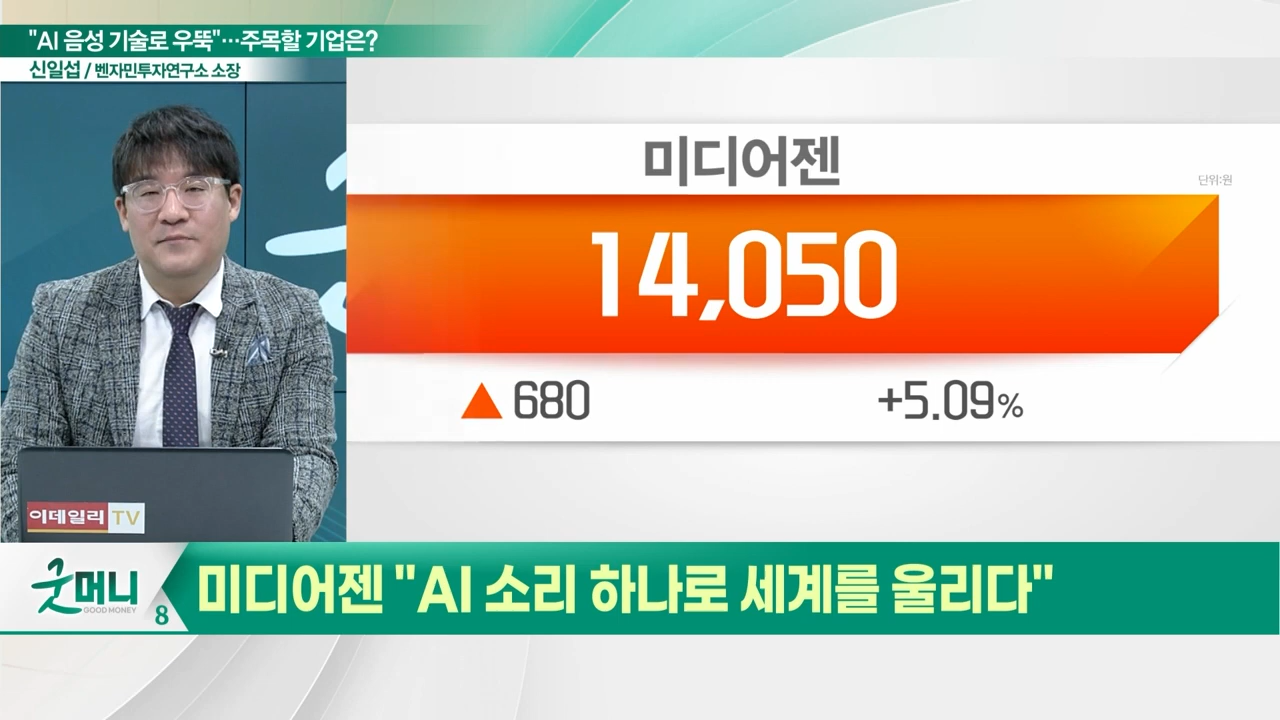 "AI 음성 기술로 우뚝"…주목할 기업은?
신일섭 / 벤자민투자연구소 소장
미디어젠
단위:원
14,050
▲ 680 +5.09%
이데일리 TV
굿머니
GOOD MONEY
8
미디어젠 "AI 소리 하나로 세계를 울리다"